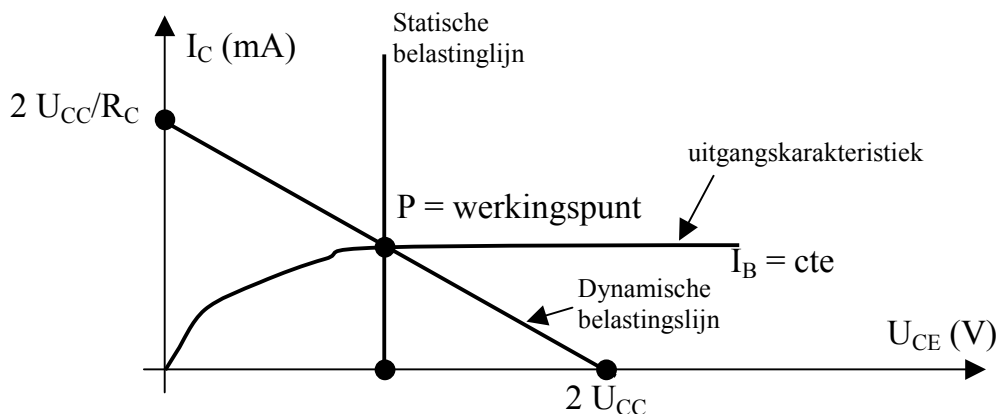 Statische
belastinglijn
I_C (mA)
2 U_CC/R_C
uitgangskarakteristiek
P = werkingspunt
I_B = cte
Dynamische
belastingslijn
U_CE (V)
2 U_CC